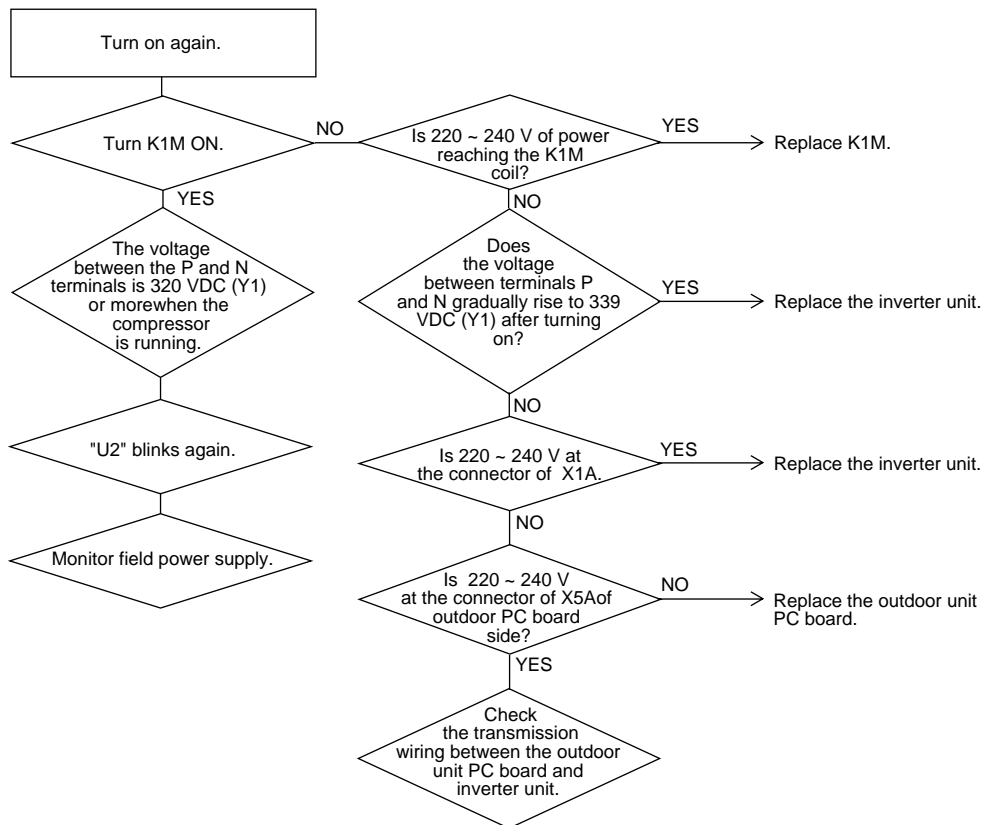 Turn on again.
Turn K1M ON.
NO
Is 220 ~ 240 V of power
reaching the K1M
coil?
YES
Replace K1M.
YES
NO
The voltage
between the P and N
terminals is 320 VDC (Y1)
or morewhen the
compressor
is running.
Does
the voltage
between terminals P
and N gradually rise to 339
VDC (Y1) after turning
on?
YES
Replace the inverter unit.
NO
"U2" blinks again.
Is 220 ~ 240 V at
the connector of X1A.
YES
Replace the inverter unit.
NO
Monitor field power supply.
Is 220 ~ 240 V
at the connector of X5Aof
outdoor PC board
side?
NO
Replace the outdoor unit
PC board.
YES
Check
the transmission
wiring between the outdoor
unit PC board and
inverter unit.